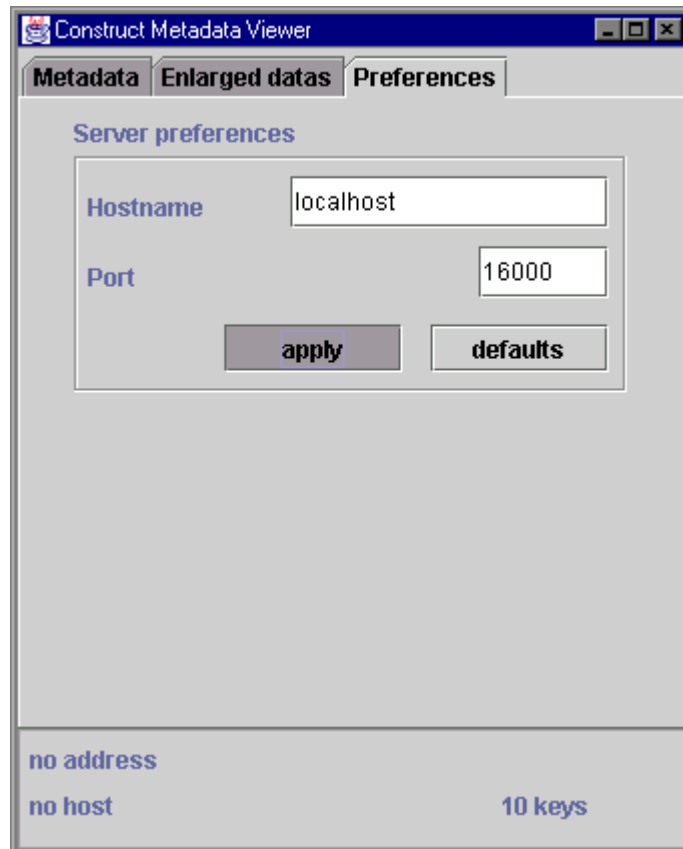 Construct Metadata Viewer
Metadata Enlarged datas Preferences
Server preferences
Hostname localhost
Port 16000
apply defaults
no address
no host 10 keys